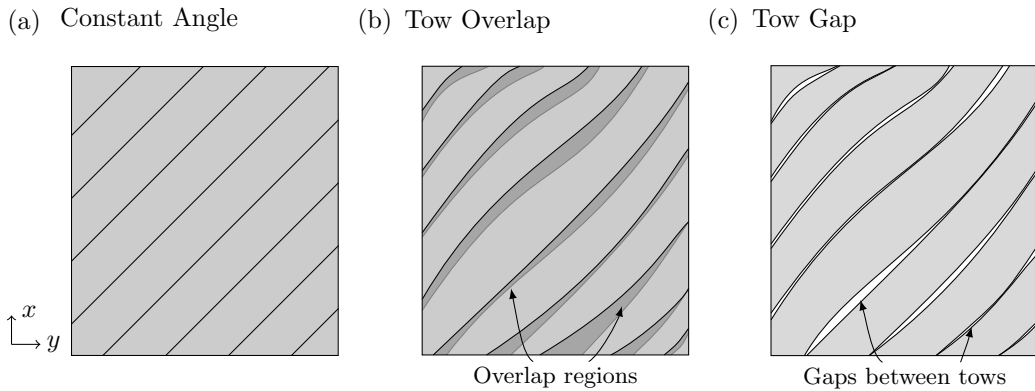 (a) Constant Angle
(b) Tow Overlap
(c) Tow Gap
x
y
Overlap regions
Gaps between tows